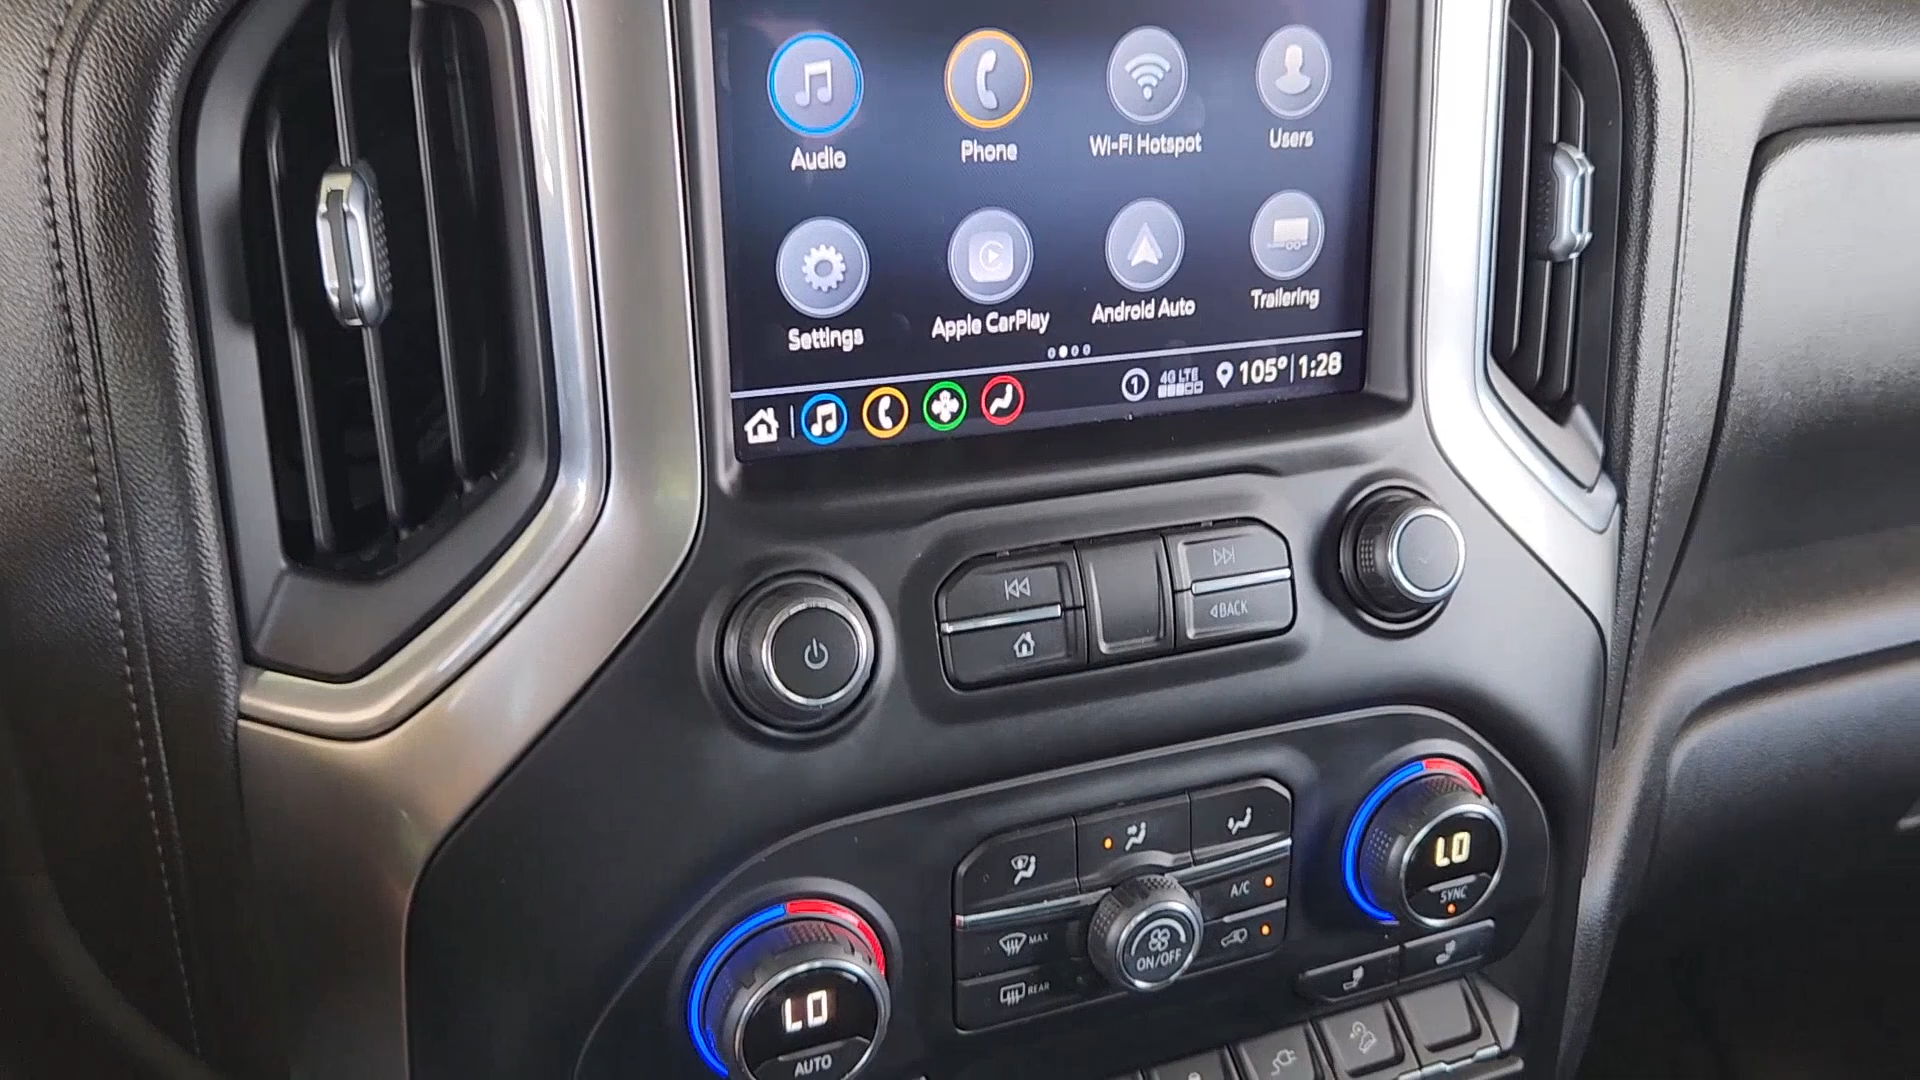 Audio
Phone
Wi-Fi Hotspot
Users
Settings
Apple CarPlay
Android Auto
Trailering
1
4G LTE
105°
1:28
BACK
LO
SYNC
A/C
MAX
ON/OFF
REAR
LO
AUTO